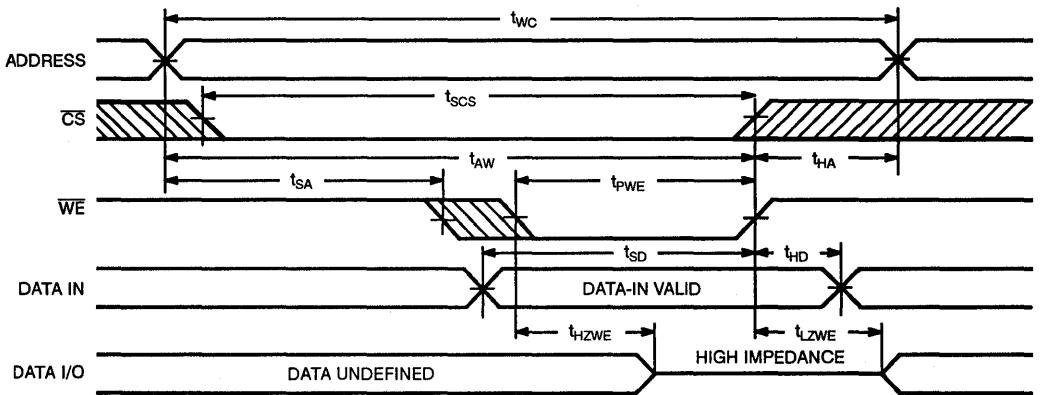 tWC
ADDRESS
tSCS
CS
tAW
tHA
tSA
tPWE
WE
tSD
tHD
DATA IN
DATA-IN VALID
tHZWE
tLZWE
HIGH IMPEDANCE
DATA I/O
DATA UNDEFINED